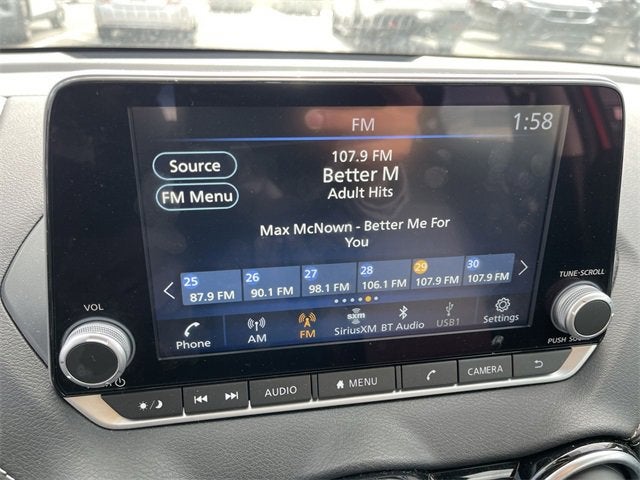 FM
1:58
Source
FM Menu
107.9 FM
Better M
Adult Hits
Max McNown - Better Me For
You
25
87.9 FM
26
90.1 FM
27
98.1 FM
28
106.1 FM
29
107.9 FM
30
107.9 FM
Phone
AM
FM
sxm
SiriusXM
BT Audio
USB1
Settings
VOL
TUNE·SCROLL
PUSH
AUDIO
MENU
CAMERA